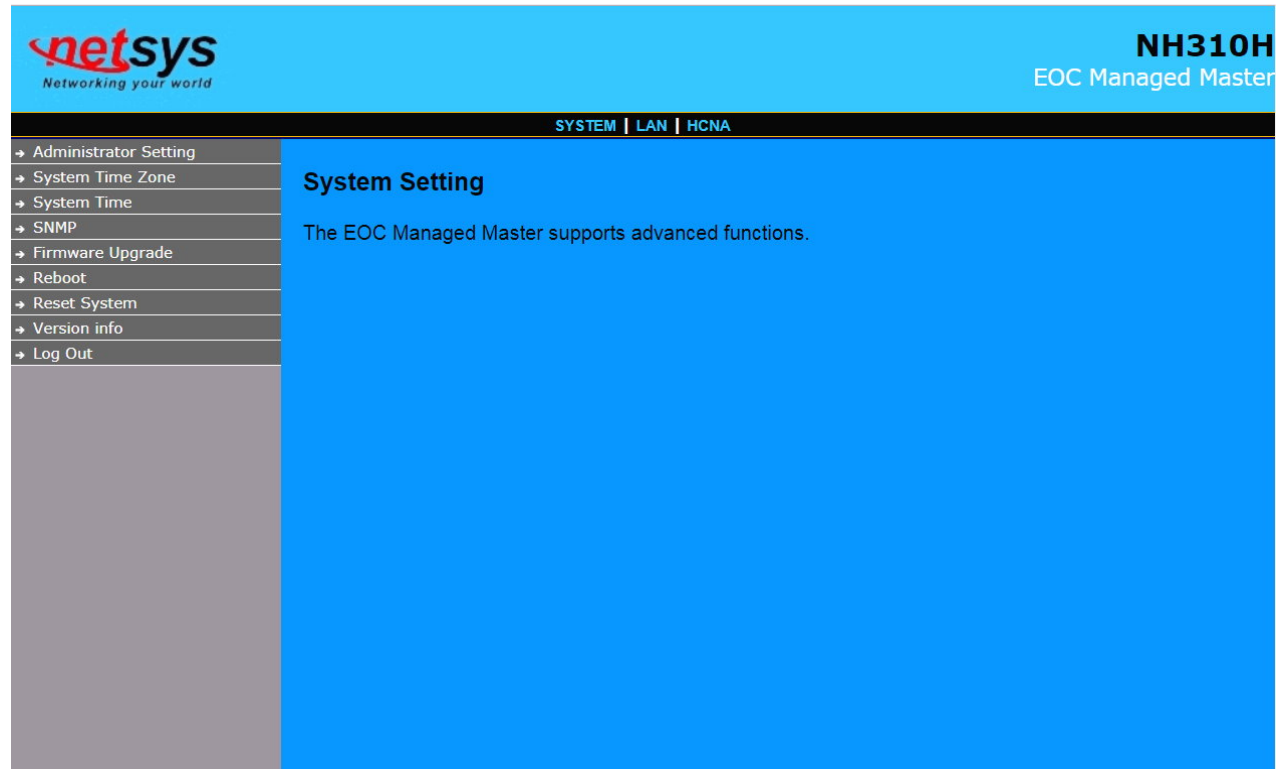 netsys
Networking your world
NH310H
EOC Managed Master
SYSTEM | LAN | HCNA
Administrator Setting
System Time Zone
System Time
SNMP
Firmware Upgrade
Reboot
Reset System
Version info
Log Out
System Setting
The EOC Managed Master supports advanced functions.